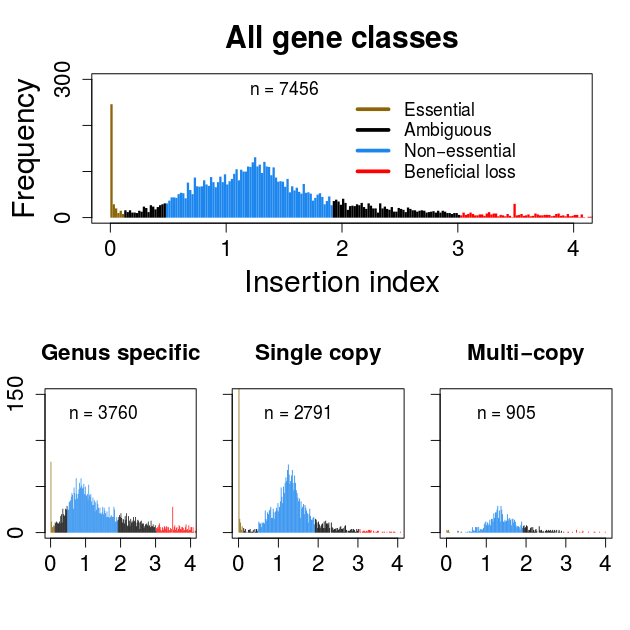 All gene classes
Frequency
300
0
n = 7456
Essential
Ambiguous
Non−essential
Beneficial loss
0 1 2 3 4
Insertion index
Genus specific Single copy Multi−copy
150
0
n = 3760 n = 2791 n = 905
0 1 2 3 4 0 1 2 3 4 0 1 2 3 4